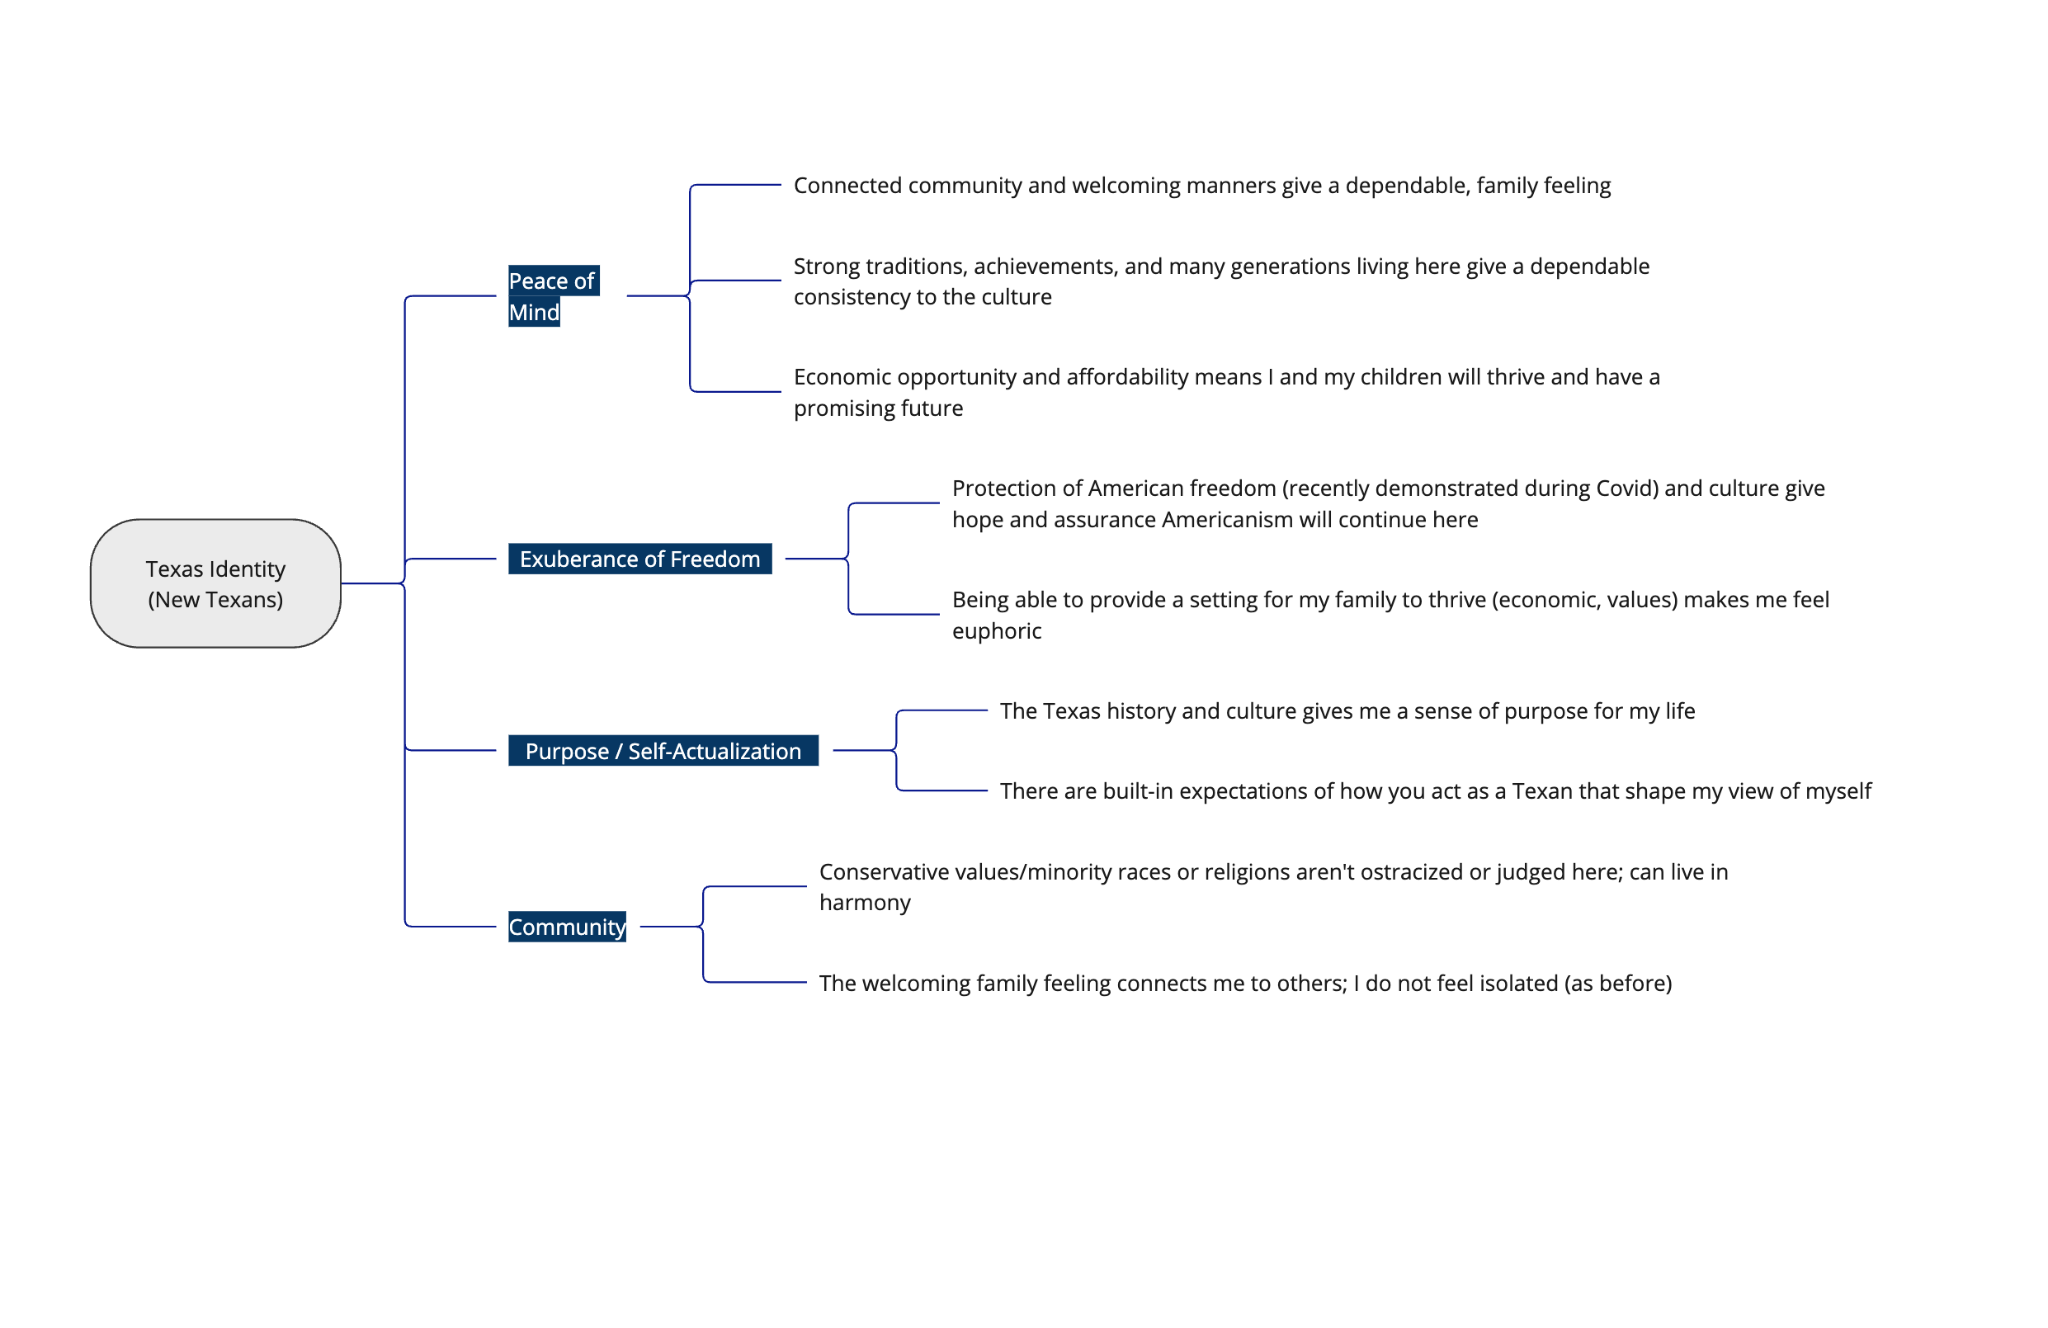 Texas Identity
(New Texans)
Peace of
Mind
Connected community and welcoming manners give a dependable, family feeling
Strong traditions, achievements, and many generations living here give a dependable
consistency to the culture
Economic opportunity and affordability means I and my children will thrive and have a
promising future
Exuberance of Freedom
Protection of American freedom (recently demonstrated during Covid) and culture give
hope and assurance Americanism will continue here
Being able to provide a setting for my family to thrive (economic, values) makes me feel
euphoric
Purpose / Self-Actualization
The Texas history and culture gives me a sense of purpose for my life
There are built-in expectations of how you act as a Texan that shape my view of myself
Community
Conservative values/minority races or religions aren't ostracized or judged here; can live in
harmony
The welcoming family feeling connects me to others; I do not feel isolated (as before)